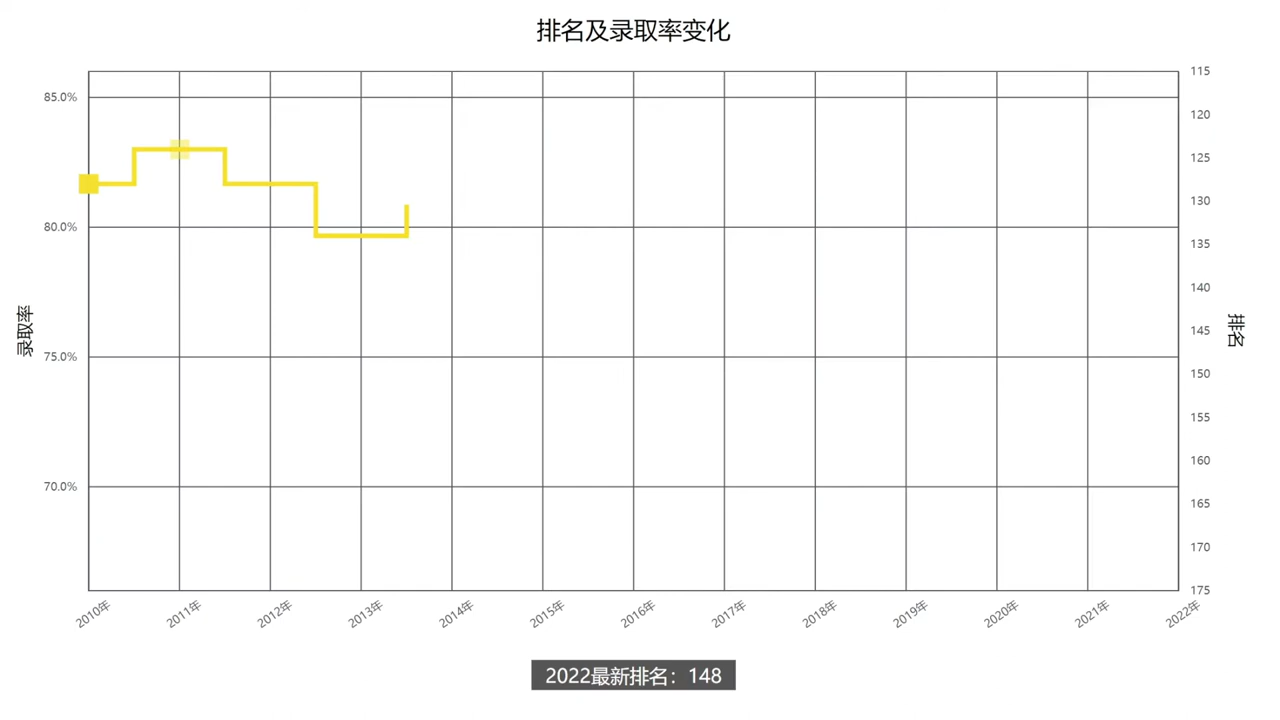 排名及录取率变化
85.0%
80.0%
75.0%
70.0%
录取率
115
120
125
130
135
140
145
150
155
160
165
170
175
排名
2010年
2011年
2012年
2013年
2014年
2015年
2016年
2017年
2018年
2019年
2020年
2021年
2022年
2022最新排名：148